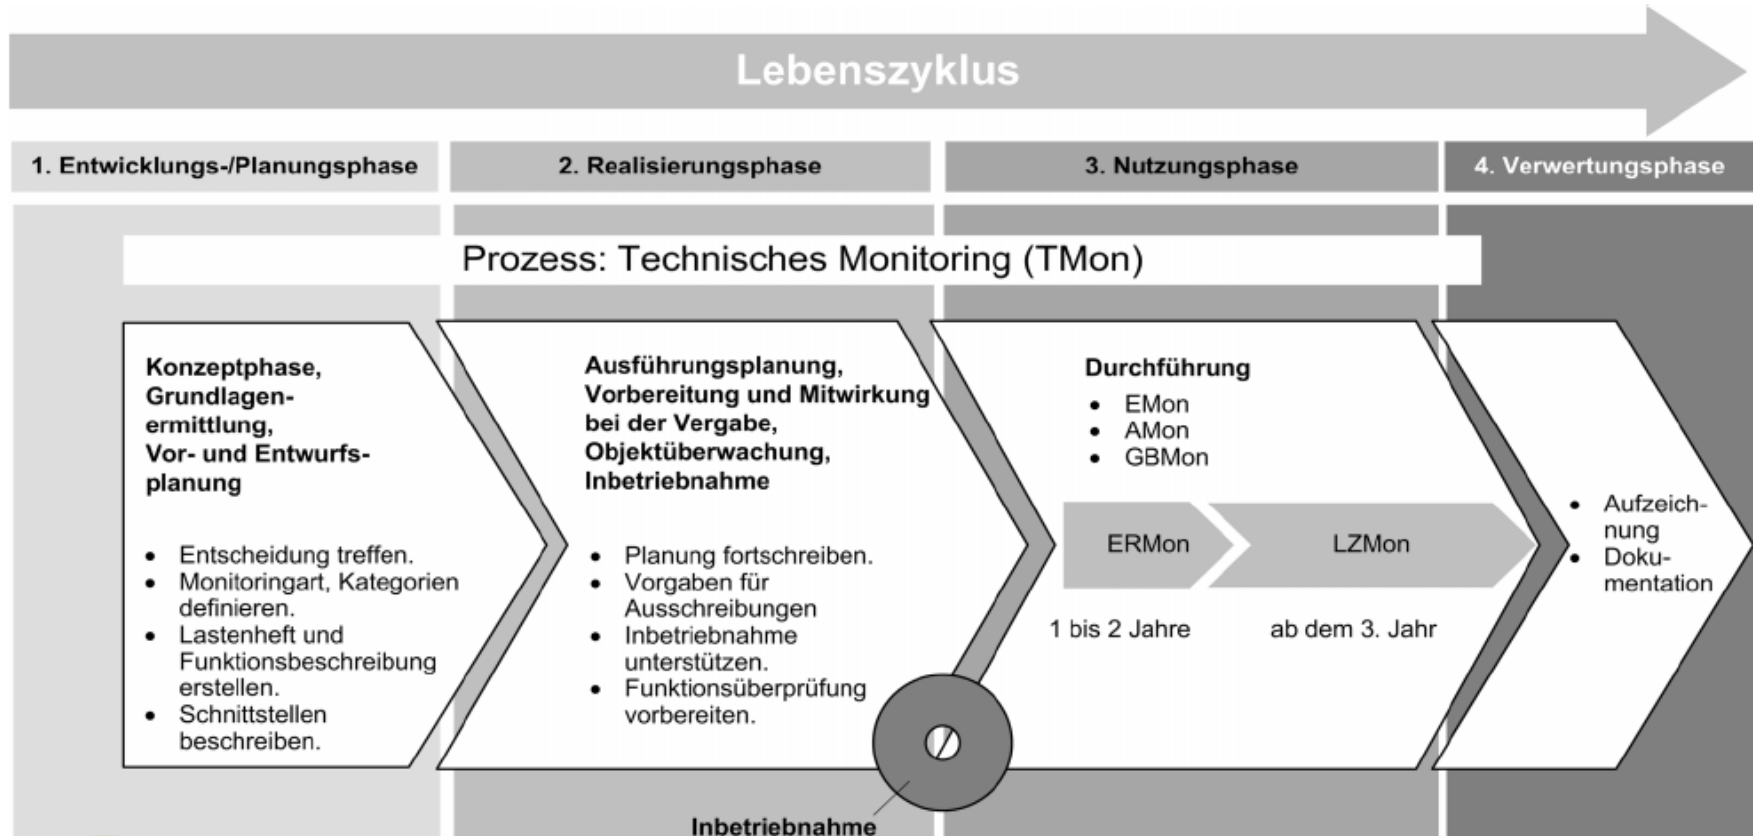 Lebenszyklus
1. Entwicklungs-/Planungsphase
2. Realisierungsphase
3. Nutzungsphase
4. Verwertungsphase
Prozess: Technisches Monitoring (TMon)
Konzeptphase,
Grundlagen-
ermittlung,
Vor- und Entwurfs-
planung
• Entscheidung treffen.
• Monitoringart, Kategorien
definieren.
• Lastenheft und
Funktionsbeschreibung
erstellen.
• Schnittstellen
beschreiben.
Ausführungsplanung,
Vorbereitung und Mitwirkung
bei der Vergabe,
Objektüberwachung,
Inbetriebnahme
• Planung fortschreiben.
• Vorgaben für
Ausschreibungen
• Inbetriebnahme
unterstützen.
• Funktionsüberprüfung
vorbereiten.
Inbetriebnahme
Durchführung
• EMon
• AMon
• GBMon
ERMon
LZMon
1 bis 2 Jahre
ab dem 3. Jahr
• Aufzeich-
nung
• Doku-
mentation